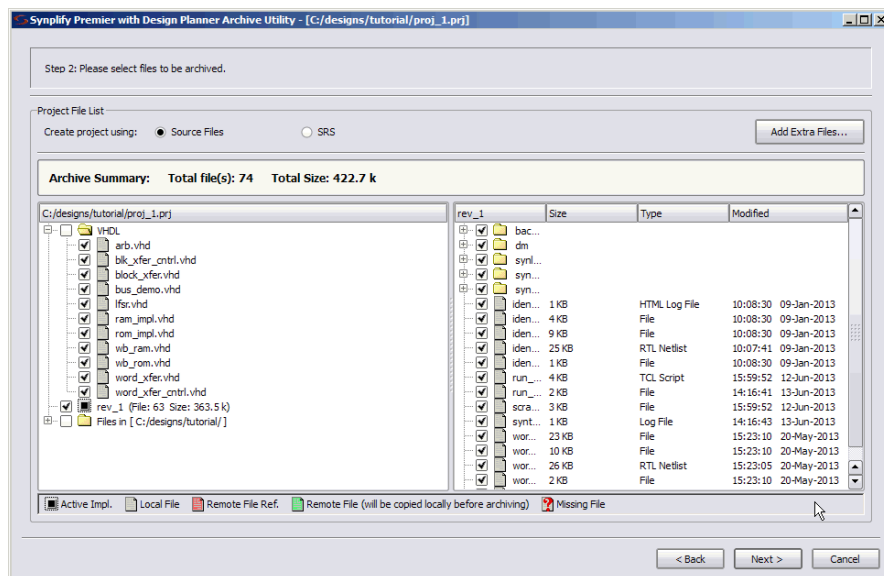 Synplify Premier with Design Planner Archive Utility - [C:/designs/tutorial/proj_1.prj]
Step 2: Please select files to be archived.
Project File List
Create project using: Source Files SRS Add Extra Files...
Archive Summary: Total file(s): 74 Total Size: 422.7 k
C:/designs/tutorial/proj_1.prj
VHDL
arb.vhd
blk_xfer_cntrl.vhd
block_xfer.vhd
bus_demo.vhd
lfsr.vhd
ram_impl.vhd
rom_impl.vhd
wb_ram.vhd
wb_rom.vhd
word_xfer.vhd
word_xfer_cntrl.vhd
rev_1 (File: 63 Size: 363.5 k)
Files in [ C:/designs/tutorial/ ]
rev_1 Size Type Modified
bac...
dm
synl...
syn...
syn...
iden... 1 KB HTML Log File 10:08:30 09-Jan-2013
iden... 4 KB File 10:08:30 09-Jan-2013
iden... 9 KB File 10:08:30 09-Jan-2013
iden... 25 KB RTL Netlist 10:07:41 09-Jan-2013
iden... 1 KB File 10:08:30 09-Jan-2013
run_... 4 KB TCL Script 15:59:52 12-Jun-2013
run_... 2 KB File 14:16:41 13-Jun-2013
scra... 3 KB File 15:59:52 12-Jun-2013
synt... 1 KB Log File 14:16:43 13-Jun-2013
wor... 23 KB File 15:23:10 20-May-2013
wor... 10 KB File 15:23:10 20-May-2013
wor... 26 KB RTL Netlist 15:23:05 20-May-2013
wor... 2 KB File 15:23:10 20-May-2013
Active Impl. Local File Remote File Ref. Remote File (will be copied locally before archiving) Missing File
< Back Next > Cancel